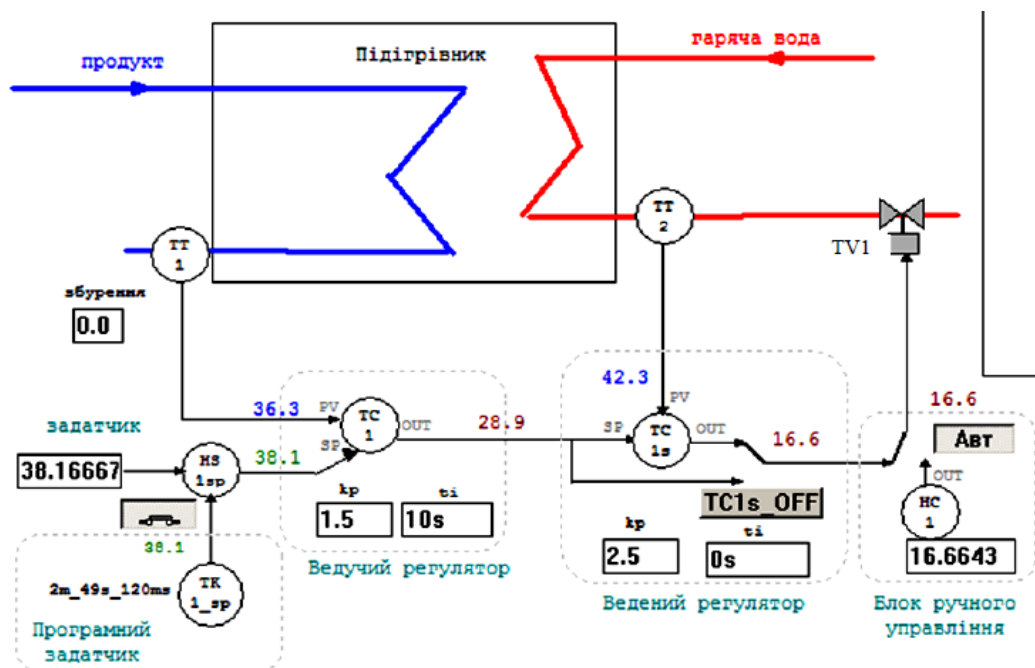 Підігрівник
гаряча вода
продукт
TT
1
TT
2
TV1
збурення
0.0
42.3
36.3
PV
TC
1
OUT
28.9
SP
PV
TC
1s
OUT
16.6
16.6
Авт
задатчик
38.16667
HS
1sp
38.1
SP
kp
ti
1.5
10s
TC1s_OFF
kp
ti
2.5
0s
OUT
HC
1
16.6643
38.1
Ведучий регулятор
2m_49s_120ms
TK
1_sp
Програмний
задатчик
Ведений регулятор
Блок ручного
управління